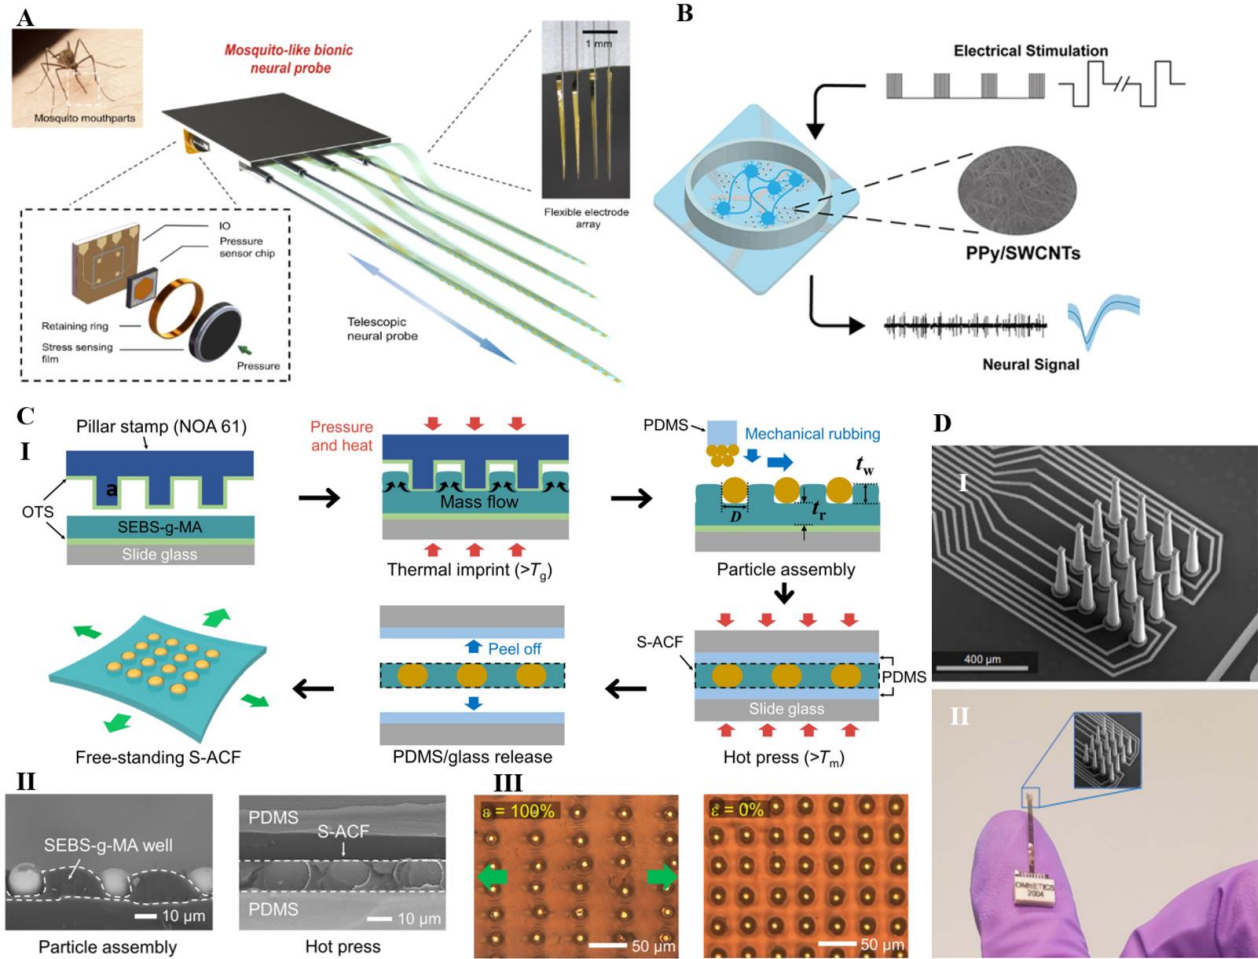 A
Mosquito mouthparts
Mosquito-like bionic
neural probe
1 mm
Flexible electrode
array
IO
Pressure
sensor chip
Retaining ring
Stress sensing
film
Pressure
Telescopic
neural probe
B
Electrical Stimulation
PPy/SWCNTs
Neural Signal
C
I
Pillar stamp (NOA 61)
a
OTS
SEBS-g-MA
Slide glass
Pressure
and heat
Mass flow
Thermal imprint (>Tg)
PDMS
Mechanical rubbing
tw
D
tr
Particle assembly
S-ACF
PDMS
Slide glass
Hot press (>Tm)
Peel off
PDMS/glass release
Free-standing S-ACF
II
SEBS-g-MA well
10 µm
Particle assembly
PDMS
S-ACF
PDMS
10 µm
Hot press
III
ε = 100%
50 µm
ε = 0%
50 µm
D
I
400 µm
II
OMNETICS
2004